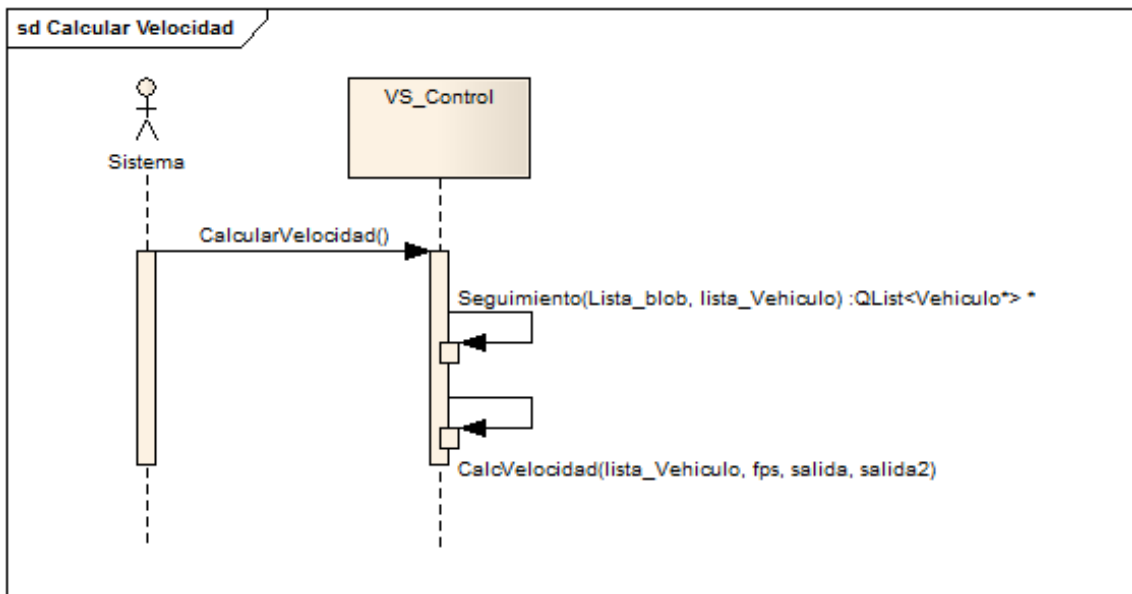 sd Calcular Velocidad
VS_Control
Sistema
CalcularVelocidad()
Seguimiento(Lista_blob, lista_Vehiculo) :QList<Vehiculo*> *
CalcVelocidad(lista_Vehiculo, fps, salida, salida2)